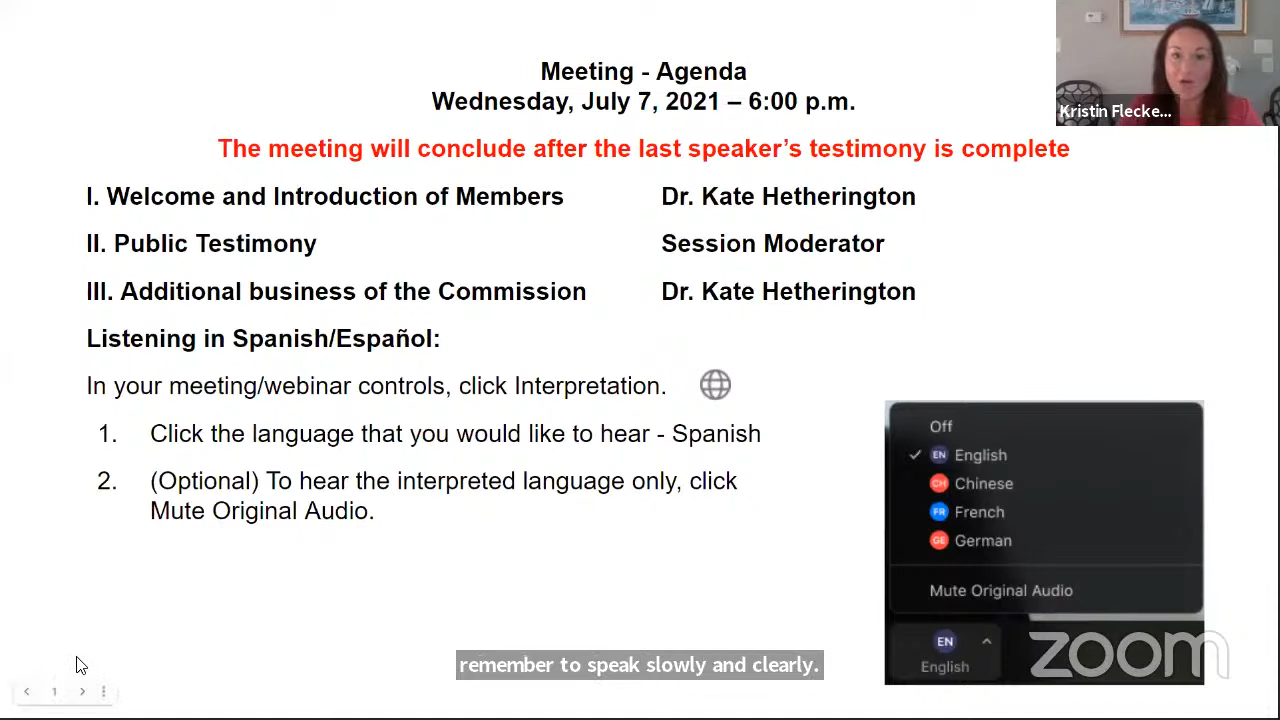 Meeting - Agenda
Wednesday, July 7, 2021 – 6:00 p.m.
Kristin Flecke...
The meeting will conclude after the last speaker's testimony is complete
I. Welcome and Introduction of Members Dr. Kate Hetherington
II. Public Testimony Session Moderator
III. Additional business of the Commission Dr. Kate Hetherington
Listening in Spanish/Español:
In your meeting/webinar controls, click Interpretation.
1. Click the language that you would like to hear - Spanish
2. (Optional) To hear the interpreted language only, click
Mute Original Audio.
Off
EN English
CH Chinese
FR French
GE German
Mute Original Audio
EN
English
zoom
remember to speak slowly and clearly.
1